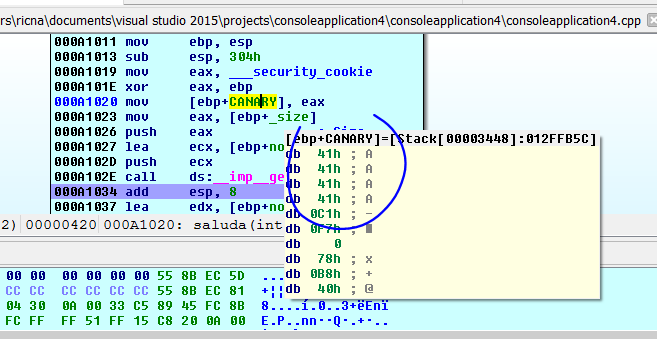 rs\ricna\documents\visual studio 2015\projects\consoleapplication4\consoleapplication4\consoleapplication4.cpp
000A1011 mov ebp, esp
000A1013 sub esp, 304h
000A1019 mov eax, ___security_cookie
000A101E xor eax, ebp
000A1020 mov [ebp+CANARY], eax
000A1023 mov eax, [ebp+_size]
000A1026 push eax ; Size
000A1027 lea ecx, [ebp+no
000A102D push ecx
000A102E call ds:__imp__ge
000A1034 add esp, 8
000A1037 lea edx, [ebp+no
[ebp+CANARY]=[Stack[00003448]:012FFB5C]
db 41h ; A
db 41h ; A
db 41h ; A
db 41h ; A
db 0C1h ; -
db 0F7h ;
db 0
db 78h ; x
db 0B8h ; +
db 40h ; @
2) 00000420 000A1020: saluda(int
00 00 00 00 00 00 00 00 55 8B EC 5D
CC CC CC CC CC CC CC CC 55 8B EC 81
04 30 0A 00 33 C5 89 45 FC 8B 45 08 8....í.0..3+ëEnï
FC FF FF 51 FF 15 C8 20 0A 00